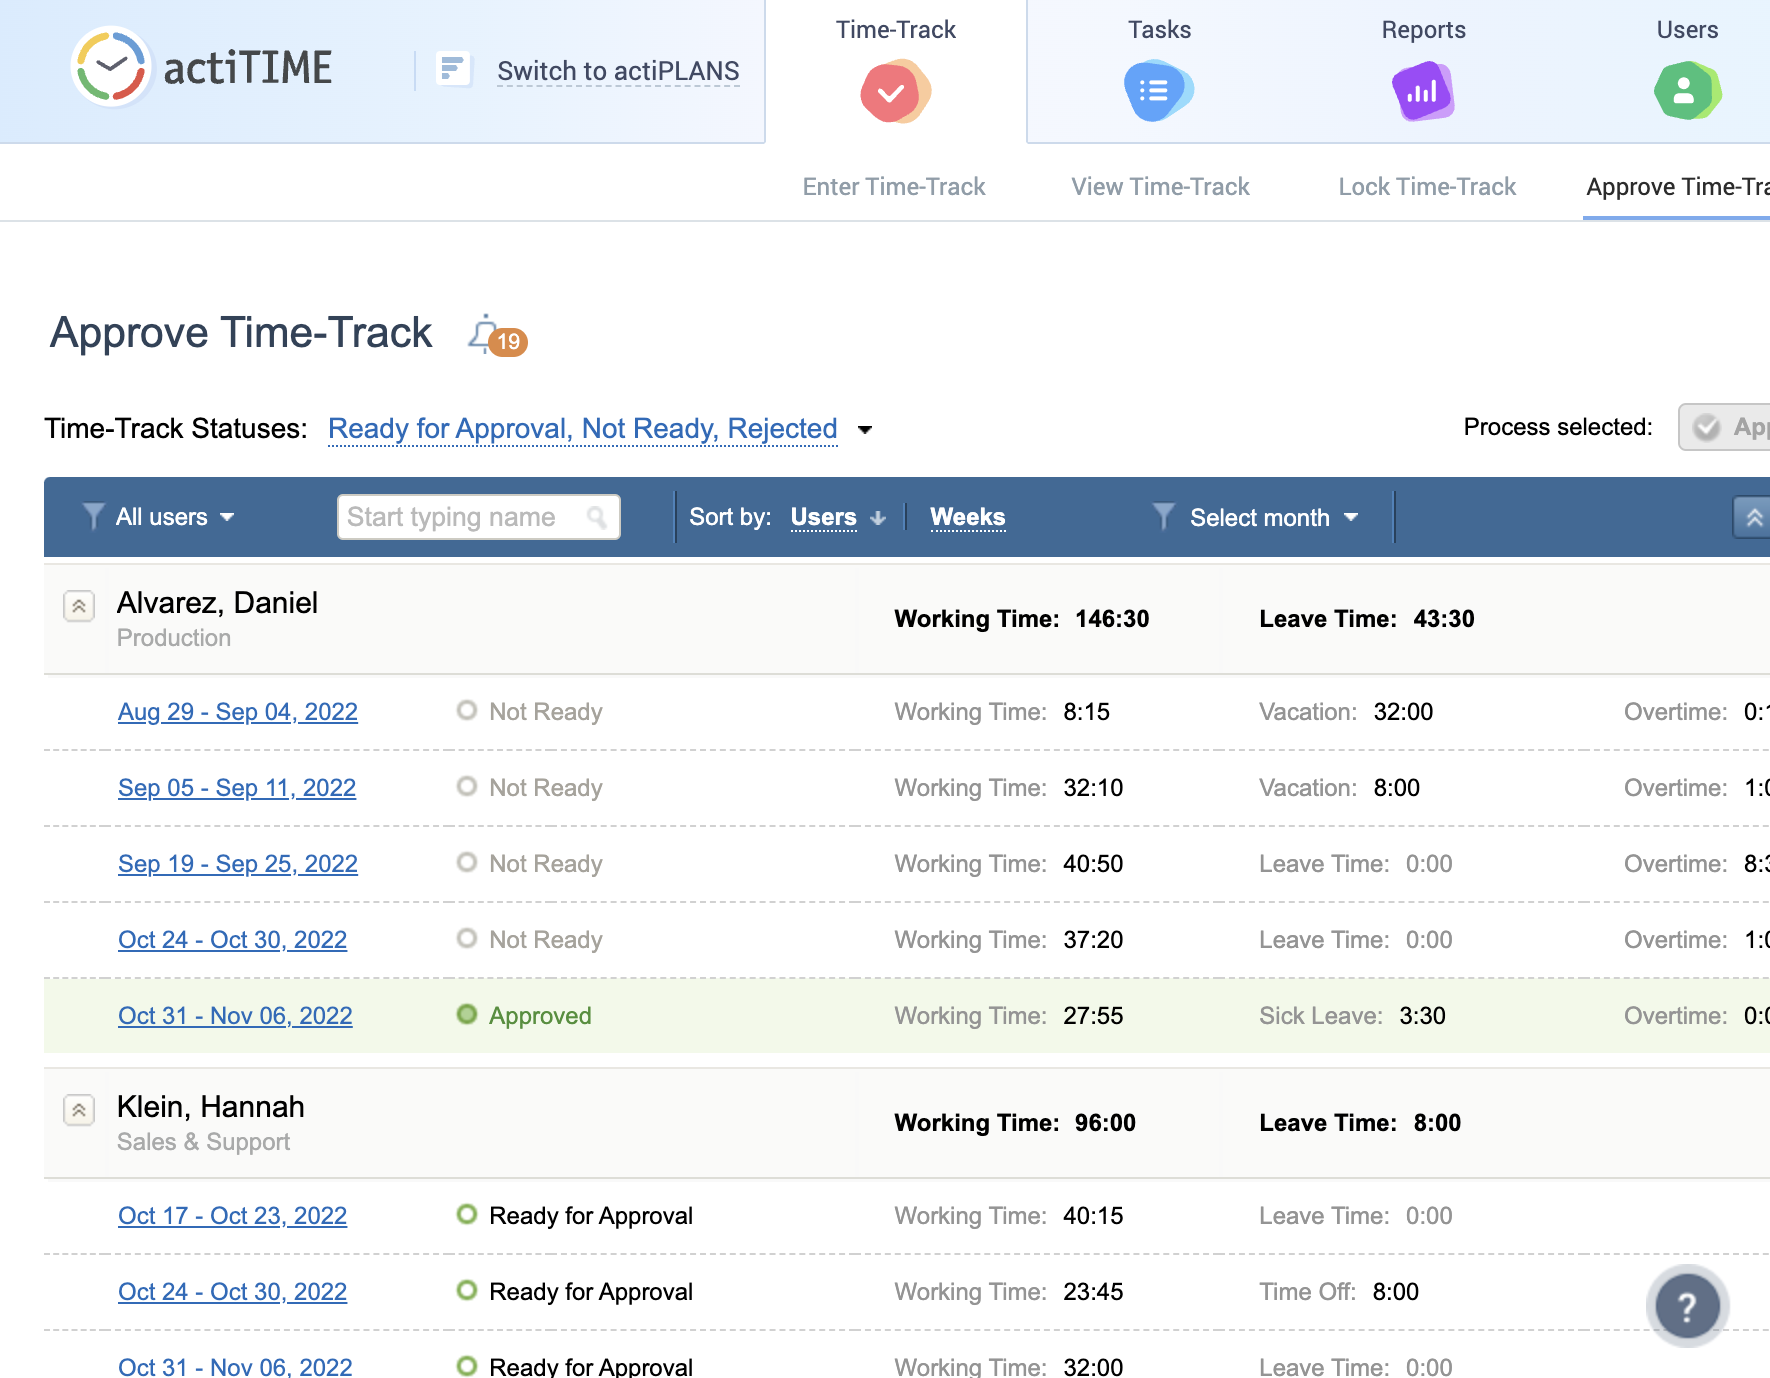 actiTIME
Switch to actiPLANS
Time-Track
Tasks
Reports
Users
Enter Time-Track
View Time-Track
Lock Time-Track
Approve Time-Tra
Approve Time-Track
19
Time-Track Statuses: Ready for Approval, Not Ready, Rejected
Process selected:
App
All users
Start typing name
Sort by: Users
Weeks
Select month
Alvarez, Daniel
Production
Working Time: 146:30
Leave Time: 43:30
Aug 29 - Sep 04, 2022 Not Ready Working Time: 8:15 Vacation: 32:00 Overtime: 0:1
Sep 05 - Sep 11, 2022 Not Ready Working Time: 32:10 Vacation: 8:00 Overtime: 1:0
Sep 19 - Sep 25, 2022 Not Ready Working Time: 40:50 Leave Time: 0:00 Overtime: 8:3
Oct 24 - Oct 30, 2022 Not Ready Working Time: 37:20 Leave Time: 0:00 Overtime: 1:0
Oct 31 - Nov 06, 2022 Approved Working Time: 27:55 Sick Leave: 3:30 Overtime: 0:0
Klein, Hannah
Sales & Support
Working Time: 96:00
Leave Time: 8:00
Oct 17 - Oct 23, 2022 Ready for Approval Working Time: 40:15 Leave Time: 0:00
Oct 24 - Oct 30, 2022 Ready for Approval Working Time: 23:45 Time Off: 8:00
?
Oct 31 - Nov 06, 2022 Ready for Approval Working Time: 32:00 Leave Time: 0:00